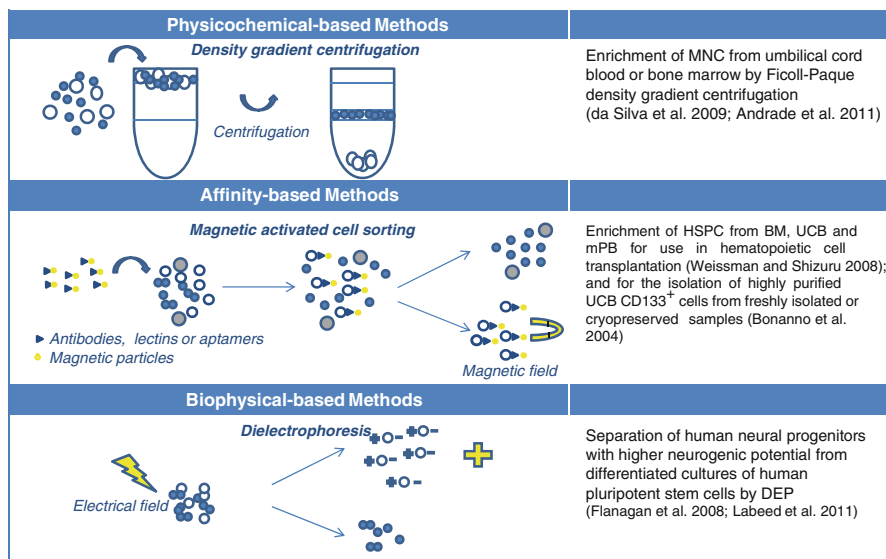 Physicochemical-based Methods
Density gradient centrifugation
Centrifugation
Enrichment of MNC from umbilical cord
blood or bone marrow by Ficoll-Paque
density gradient centrifugation
(da Silva et al. 2009; Andrade et al. 2011)
Affinity-based Methods
Magnetic activated cell sorting
Antibodies, lectins or aptamers
Magnetic particles
Magnetic field
Enrichment of HSPC from BM, UCB and
mPB for use in hematopoietic cell
transplantation (Weissman and Shizuru 2008);
and for the isolation of highly purified
UCB CD133+ cells from freshly isolated or
cryopreserved samples (Bonanno et al.
2004)
Biophysical-based Methods
Dielectrophoresis
Electrical field
Separation of human neural progenitors
with higher neurogenic potential from
differentiated cultures of human
pluripotent stem cells by DEP
(Flanagan et al. 2008; Labeed et al. 2011)